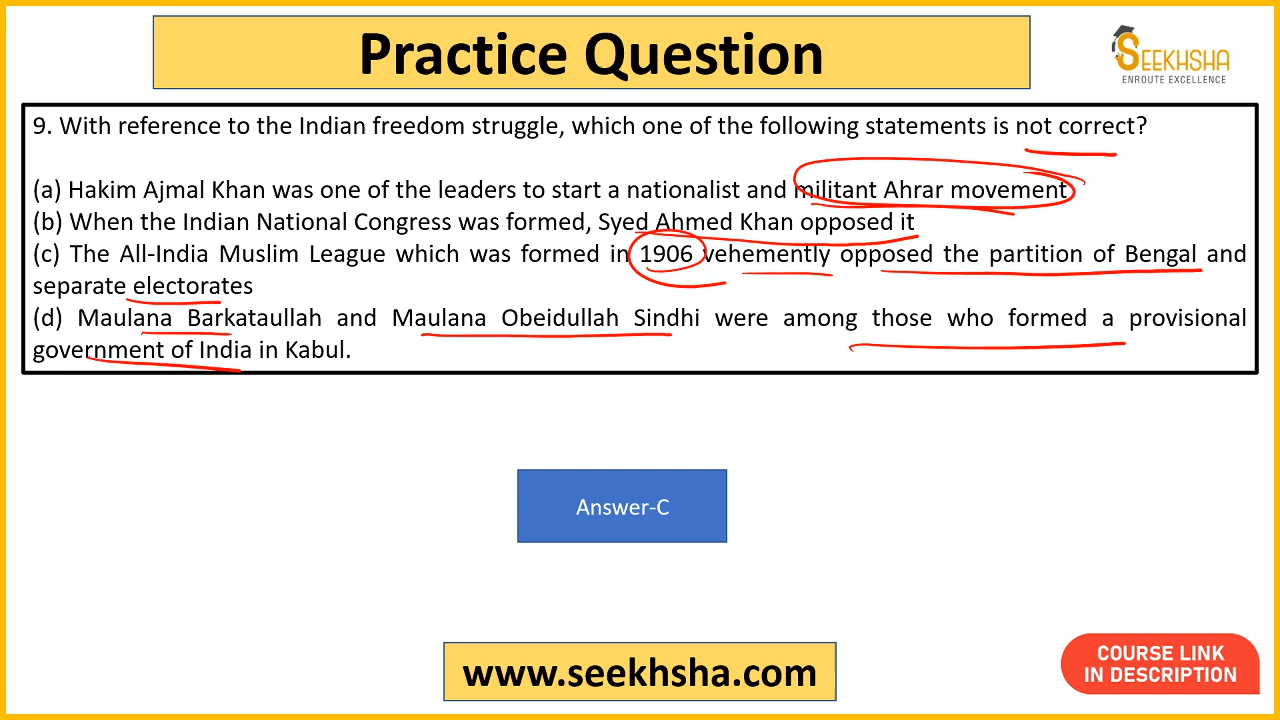 Practice Question
SEEKHSHA
ENROUTE EXCELLENCE
9. With reference to the Indian freedom struggle, which one of the following statements is not correct?
(a) Hakim Ajmal Khan was one of the leaders to start a nationalist and militant Ahrar movement
(b) When the Indian National Congress was formed, Syed Ahmed Khan opposed it
(c) The All-India Muslim League which was formed in 1906 vehemently opposed the partition of Bengal and
separate electorates
(d) Maulana Barkataullah and Maulana Obeidullah Sindhi were among those who formed a provisional
government of India in Kabul.
Answer-C
www.seekhsha.com
COURSE LINK
IN DESCRIPTION